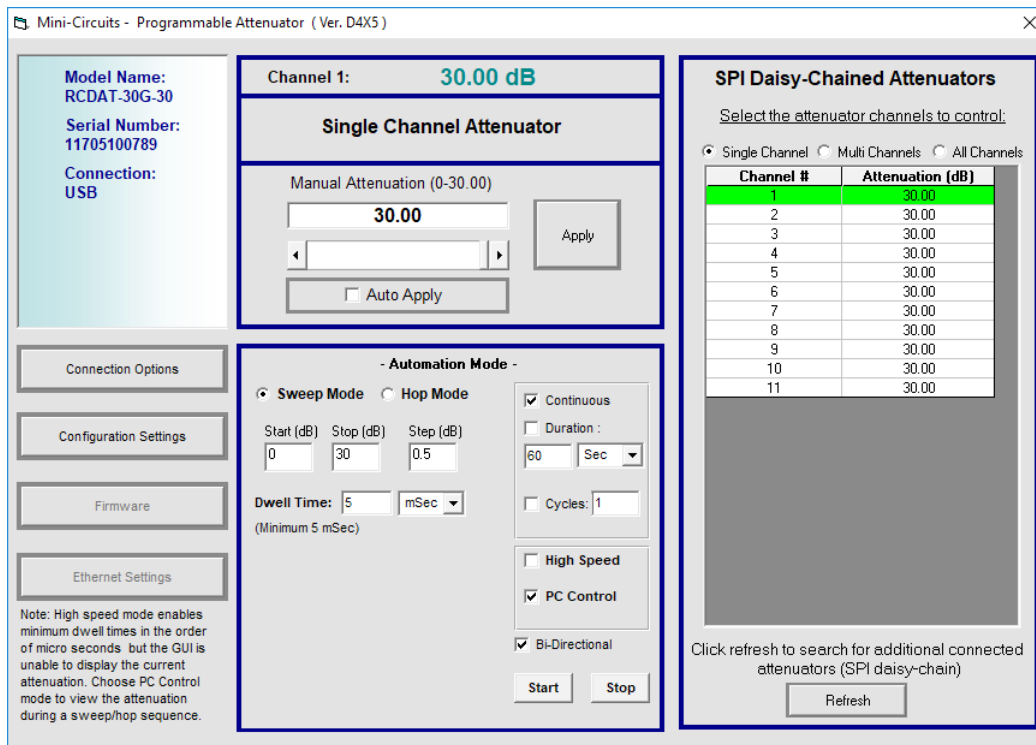 Mini-Circuits - Programmable Attenuator ( Ver. D4X5 )
Model Name:
RCDAT-30G-30
Serial Number:
11705100789
Connection:
USB
Connection Options
Configuration Settings
Firmware
Ethernet Settings
Note: High speed mode enables
minimum dwell times in the order
of micro seconds but the GUI is
unable to display the current
attenuation. Choose PC Control
mode to view the attenuation
during a sweep/hop sequence.
Channel 1: 30.00 dB
Single Channel Attenuator
Manual Attenuation (0-30.00)
30.00
Apply
Auto Apply
- Automation Mode -
Sweep Mode Hop Mode
Start (dB) Stop (dB) Step (dB)
0 30 0.5
Dwell Time: 5 mSec
(Minimum 5 mSec)
Continuous
Duration :
60 Sec
Cycles: 1
High Speed
PC Control
Bi-Directional
Start Stop
SPI Daisy-Chained Attenuators
Select the attenuator channels to control:
Single Channel Multi Channels All Channels
Channel # Attenuation (dB)
1 30.00
2 30.00
3 30.00
4 30.00
5 30.00
6 30.00
7 30.00
8 30.00
9 30.00
10 30.00
11 30.00
Click refresh to search for additional connected
attenuators (SPI daisy-chain)
Refresh